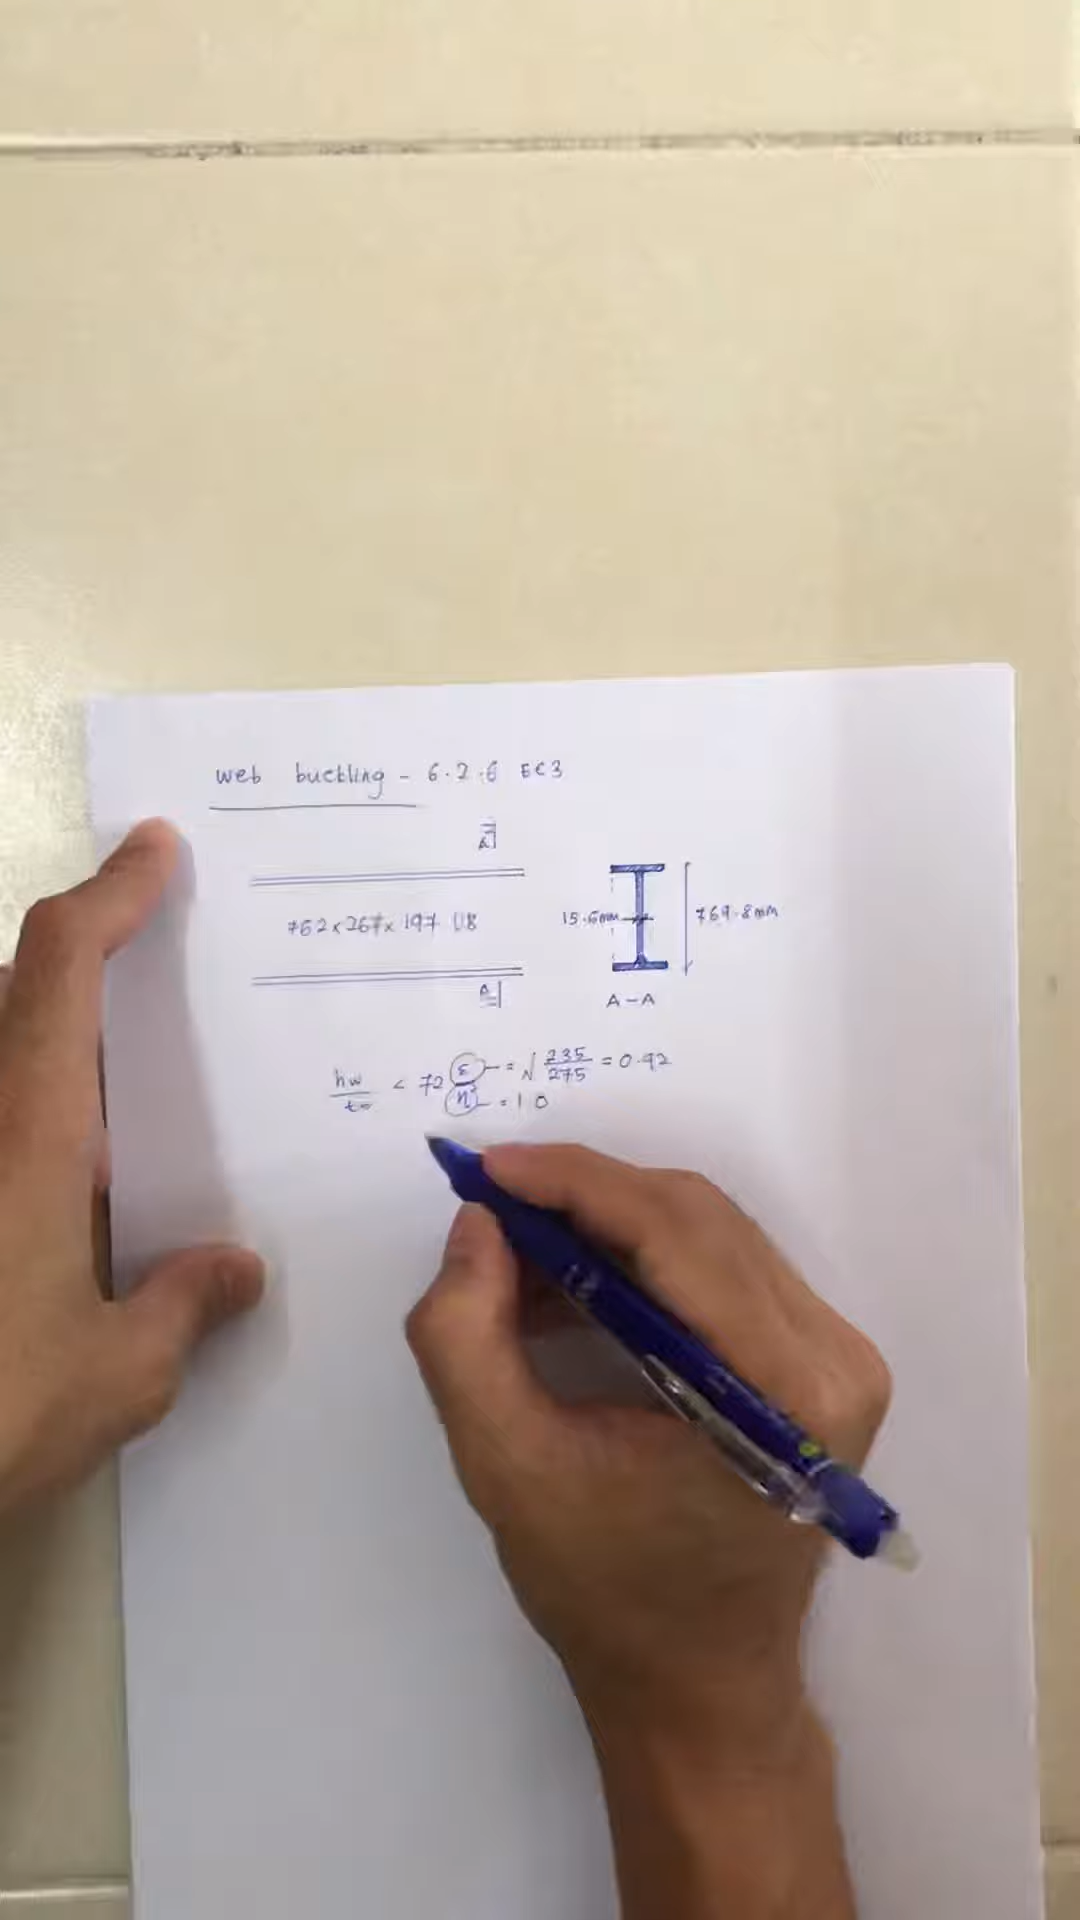 web buckling - 6.2.6 EC3
A
762x267x197 UB
A
15.6mm
769.8mm
A-A
hw/tw < 72 ε/η
ε = √235/275 = 0.92
η = 1.0